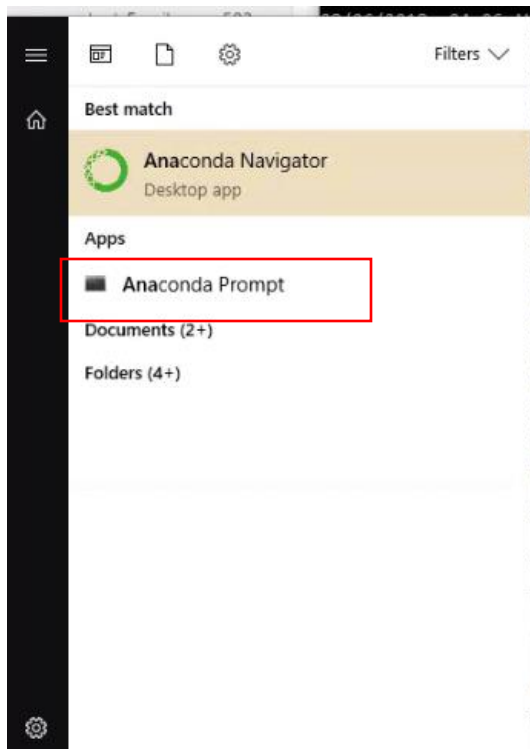 Filters
Best match
Anaconda Navigator
Desktop app
Apps
Anaconda Prompt
Documents (2+)
Folders (4+)